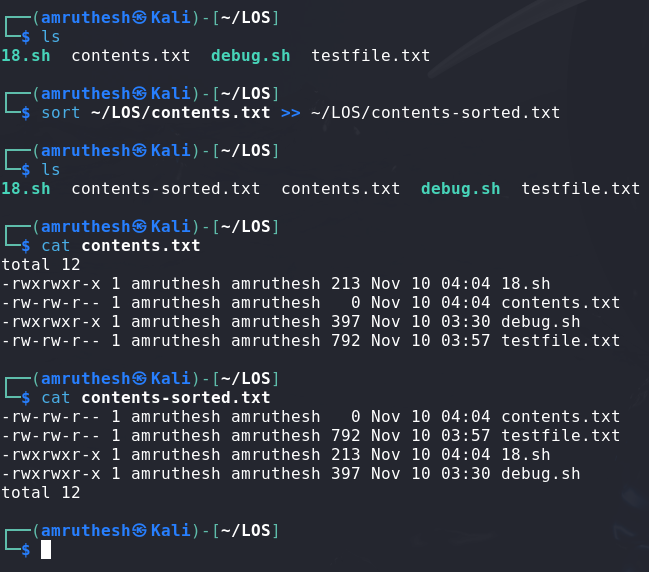 ┌──(amruthesh㉿Kali)-[~/LOS]
└─$ ls
18.sh  contents.txt  debug.sh  testfile.txt
┌──(amruthesh㉿Kali)-[~/LOS]
└─$ sort ~/LOS/contents.txt >> ~/LOS/contents-sorted.txt
┌──(amruthesh㉿Kali)-[~/LOS]
└─$ ls
18.sh  contents-sorted.txt  contents.txt  debug.sh  testfile.txt
┌──(amruthesh㉿Kali)-[~/LOS]
└─$ cat contents.txt
total 12
-rwxrwxr-x 1 amruthesh amruthesh 213 Nov 10 04:04 18.sh
-rw-rw-r-- 1 amruthesh amruthesh   0 Nov 10 04:04 contents.txt
-rwxrwxr-x 1 amruthesh amruthesh 397 Nov 10 03:30 debug.sh
-rw-rw-r-- 1 amruthesh amruthesh 792 Nov 10 03:57 testfile.txt
┌──(amruthesh㉿Kali)-[~/LOS]
└─$ cat contents-sorted.txt
-rw-rw-r-- 1 amruthesh amruthesh   0 Nov 10 04:04 contents.txt
-rw-rw-r-- 1 amruthesh amruthesh 792 Nov 10 03:57 testfile.txt
-rwxrwxr-x 1 amruthesh amruthesh 213 Nov 10 04:04 18.sh
-rwxrwxr-x 1 amruthesh amruthesh 397 Nov 10 03:30 debug.sh
total 12
┌──(amruthesh㉿Kali)-[~/LOS]
└─$